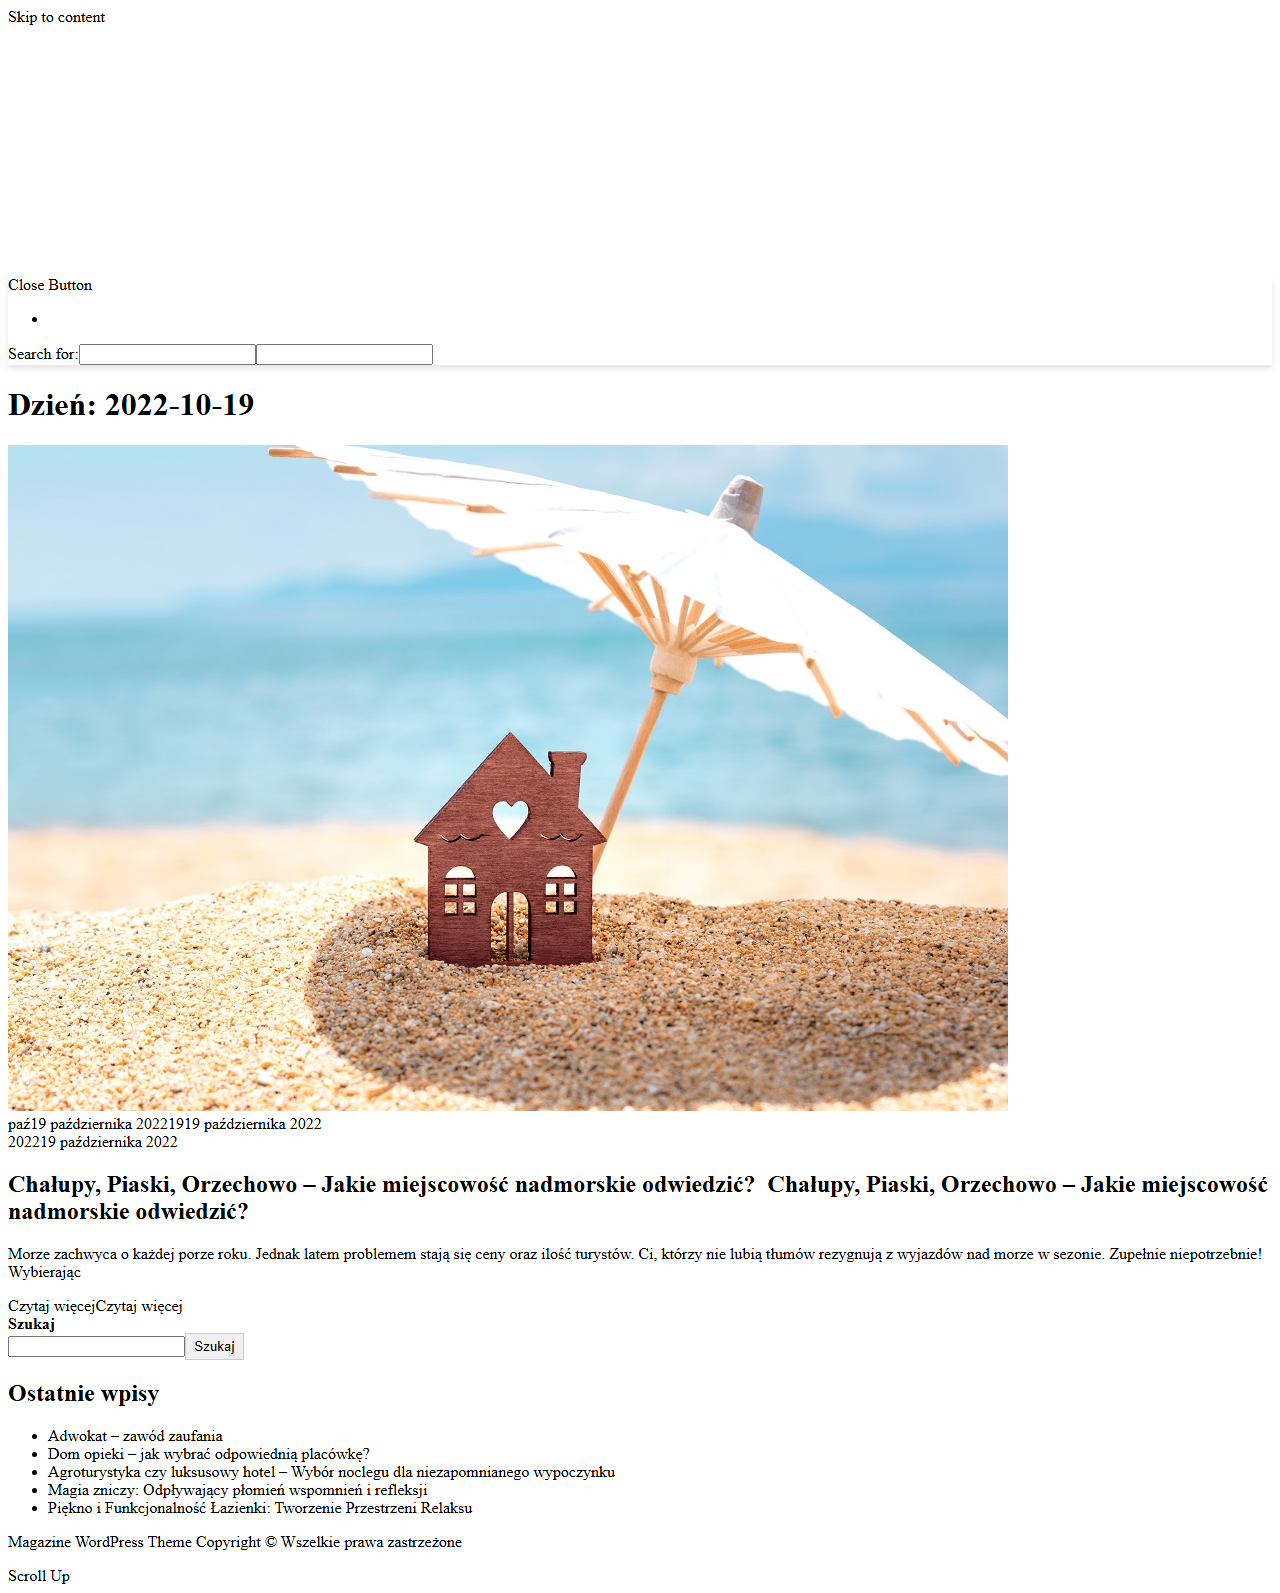 Skip to content
Close Button
Search for:
Dzień: 2022-10-19
paź19 października 20221919 października 2022
202219 października 2022
Chałupy, Piaski, Orzechowo – Jakie miejscowość nadmorskie odwiedzić?  Chałupy, Piaski, Orzechowo – Jakie miejscowość
nadmorskie odwiedzić?
Morze zachwyca o każdej porze roku. Jednak latem problemem stają się ceny oraz ilość turystów. Ci, którzy nie lubią tłumów rezygnują z wyjazdów nad morze w sezonie. Zupełnie niepotrzebnie!
Wybierając
Czytaj więcejCzytaj więcej
Szukaj
Szukaj
Ostatnie wpisy
Adwokat – zawód zaufania
Dom opieki – jak wybrać odpowiednią placówkę?
Agroturystyka czy luksusowy hotel – Wybór noclegu dla niezapomnianego wypoczynku
Magia zniczy: Odpływający płomień wspomnień i refleksji
Piękno i Funkcjonalność Łazienki: Tworzenie Przestrzeni Relaksu
Magazine WordPress Theme Copyright © Wszelkie prawa zastrzeżone
Scroll Up